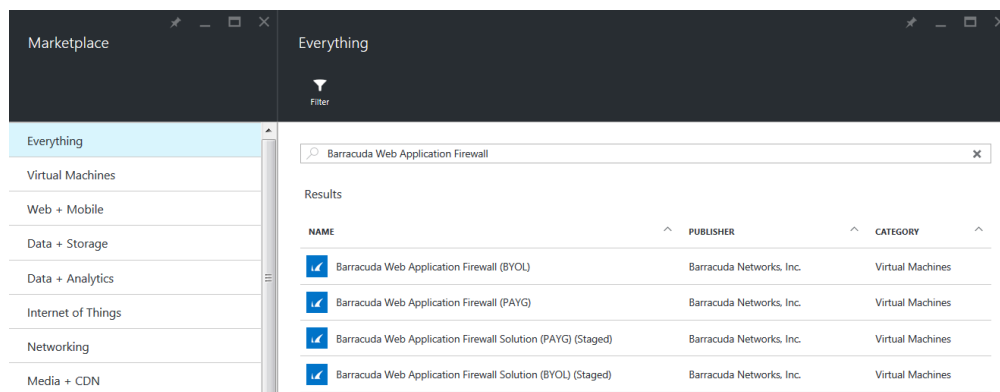 Marketplace
Everything
Filter
Everything
Virtual Machines
Web + Mobile
Data + Storage
Data + Analytics
Internet of Things
Networking
Media + CDN
Barracuda Web Application Firewall
Results
NAME PUBLISHER CATEGORY
Barracuda Web Application Firewall (BYOL) Barracuda Networks, Inc. Virtual Machines
Barracuda Web Application Firewall (PAYG) Barracuda Networks, Inc. Virtual Machines
Barracuda Web Application Firewall Solution (PAYG) (Staged) Barracuda Networks, Inc. Virtual Machines
Barracuda Web Application Firewall Solution (BYOL) (Staged) Barracuda Networks, Inc. Virtual Machines